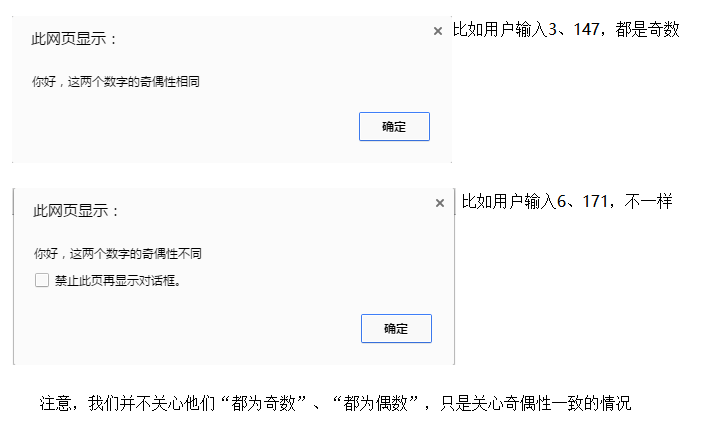 此网页显示：
×
比如用户输入3、147，都是奇数
你好，这两个数字的奇偶性相同
确定
此网页显示：
×
比如用户输入6、171，不一样
你好，这两个数字的奇偶性不同
禁止此页再显示对话框。
确定
注意，我们并不关心他们“都为奇数”、“都为偶数”，只是关心奇偶性一致的情况